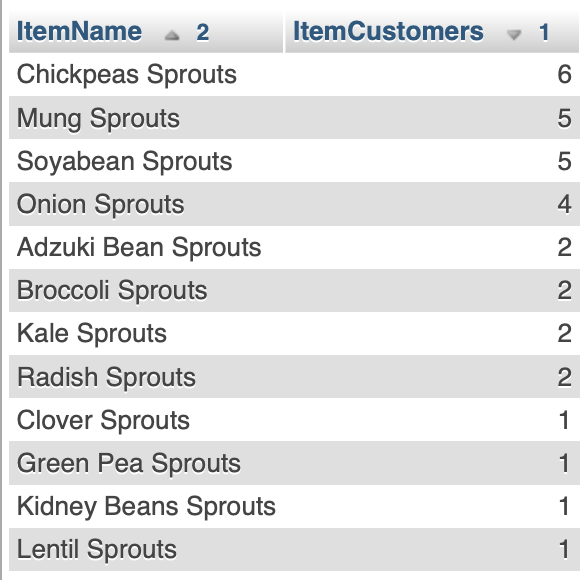 ItemName 2 ItemCustomers 1
Chickpeas Sprouts 6
Mung Sprouts 5
Soyabean Sprouts 5
Onion Sprouts 4
Adzuki Bean Sprouts 2
Broccoli Sprouts 2
Kale Sprouts 2
Radish Sprouts 2
Clover Sprouts 1
Green Pea Sprouts 1
Kidney Beans Sprouts 1
Lentil Sprouts 1